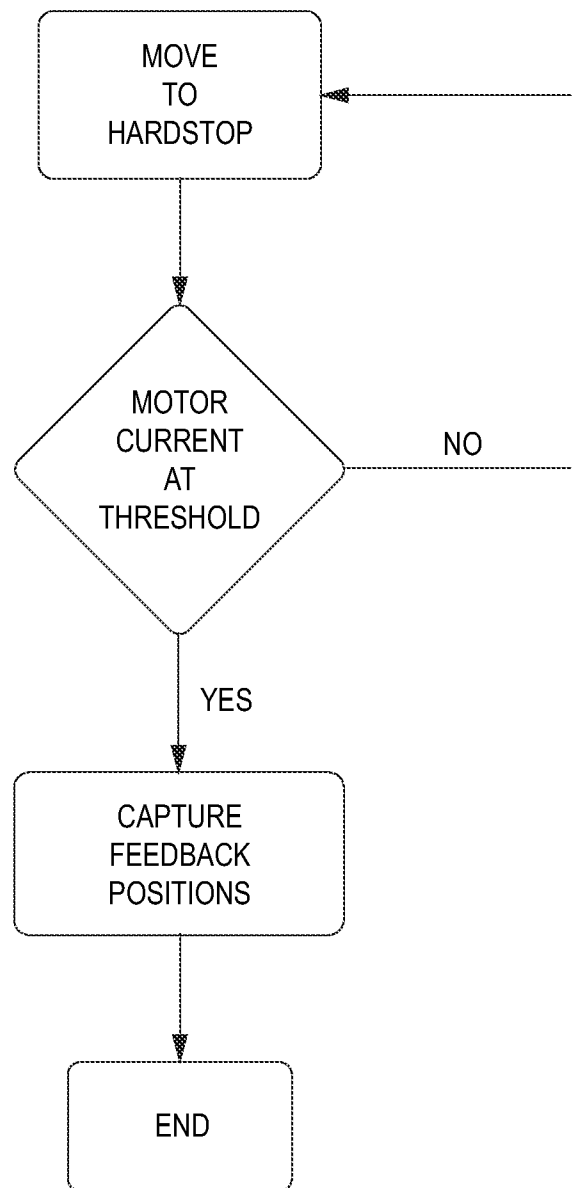 MOVE
TO
HARDSTOP
MOTOR
CURRENT
AT
THRESHOLD
NO
YES
CAPTURE
FEEDBACK
POSITIONS
END